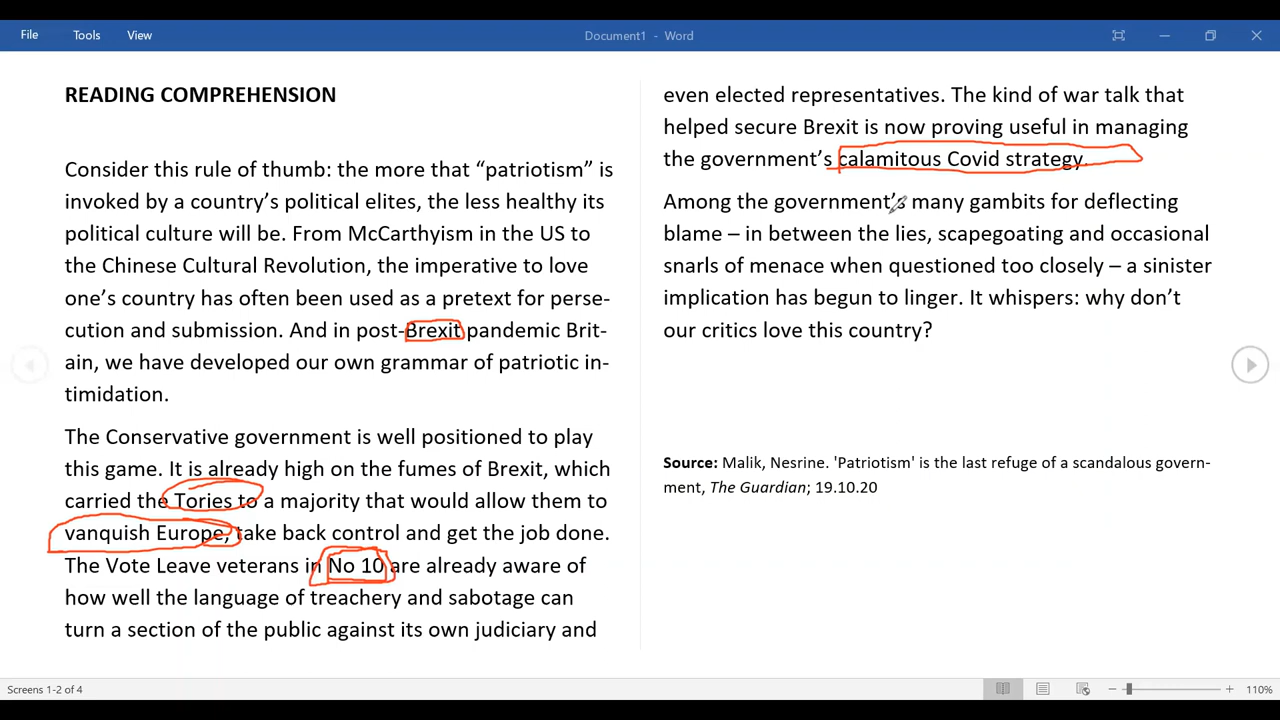 File Tools View
Document1 - Word
READING COMPREHENSION
Consider this rule of thumb: the more that “patriotism” is
invoked by a country’s political elites, the less healthy its
political culture will be. From McCarthyism in the US to
the Chinese Cultural Revolution, the imperative to love
one’s country has often been used as a pretext for perse-
cution and submission. And in post-Brexit pandemic Brit-
ain, we have developed our own grammar of patriotic in-
timidation.
The Conservative government is well positioned to play
this game. It is already high on the fumes of Brexit, which
carried the Tories to a majority that would allow them to
vanquish Europe, take back control and get the job done.
The Vote Leave veterans in No 10 are already aware of
how well the language of treachery and sabotage can
turn a section of the public against its own judiciary and
even elected representatives. The kind of war talk that
helped secure Brexit is now proving useful in managing
the government’s calamitous Covid strategy.
Among the government’s many gambits for deflecting
blame – in between the lies, scapegoating and occasional
snarls of menace when questioned too closely – a sinister
implication has begun to linger. It whispers: why don’t
our critics love this country?
Source: Malik, Nesrine. 'Patriotism' is the last refuge of a scandalous govern-
ment, The Guardian; 19.10.20
Screens 1-2 of 4
110%